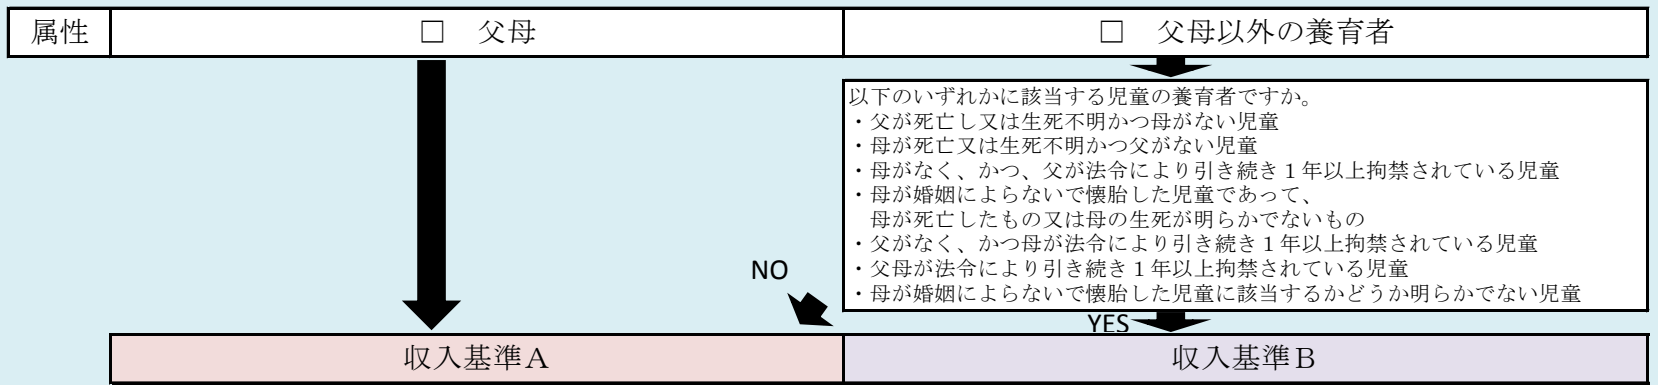 属性
□　父母
□　父母以外の養育者
以下のいずれかに該当する児童の養育者ですか。
・父が死亡し又は生死不明かつ母がない児童
・母が死亡又は生死不明かつ父がない児童
・母がなく、かつ、父が法令により引き続き１年以上拘禁されている児童
・母が婚姻によらないで懐胎した児童であって、
　母が死亡したもの又は母の生死が明らかでないもの
・父がなく、かつ母が法令により引き続き１年以上拘禁されている児童
・父母が法令により引き続き１年以上拘禁されている児童
・母が婚姻によらないで懐胎した児童に該当するかどうか明らかでない児童
NO
YES
収入基準Ａ
収入基準Ｂ